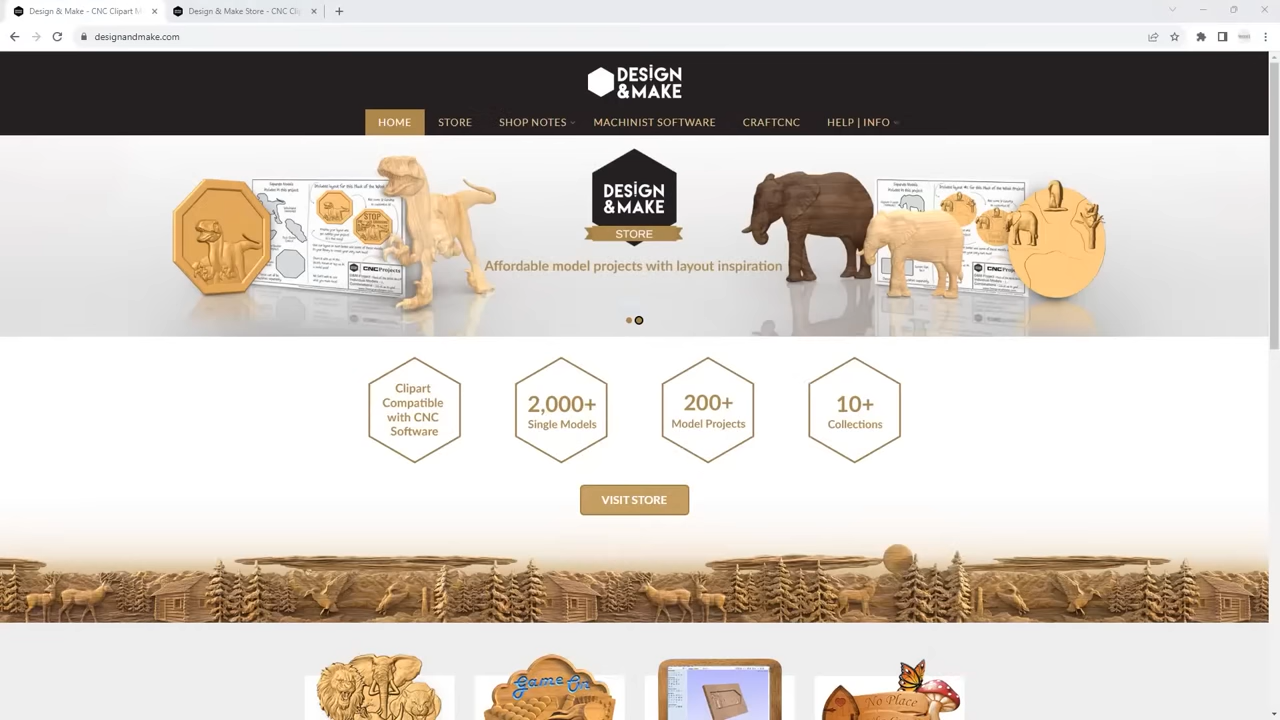 Design & Make - CNC Clipart M
Design & Make Store - CNC Cli
designandmake.com
DESiGN
&MAKE
HOME
STORE
SHOP NOTES
MACHINIST SOFTWARE
CRAFTCNC
HELP | INFO
DESiGN
&MAKE
STORE
Affordable model projects with layout inspiration
STOP
CNCProjects
Clipart
Compatible
with CNC
Software
2,000+
Single Models
200+
Model Projects
10+
Collections
VISIT STORE
Game On
No Place